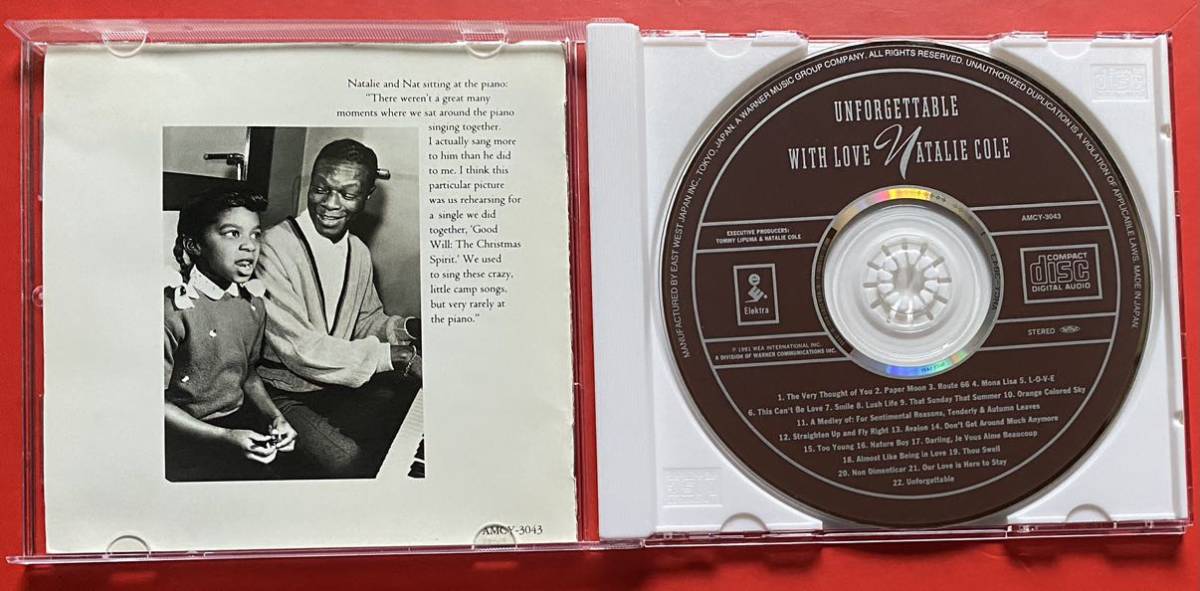 Natalie and Nat sitting at the piano:
"There weren't a great many
moments where we sat around the piano
singing together.
I actually sang more
to him than he did
to me. I think this
particular picture
was us rehearsing for
a single we did
together, 'Good
Will: The Christmas
Spirit.' We used
to sing these crazy,
little camp songs,
but very rarely at
the piano."
AMCY-3043
MANUFACTURED BY EAST WEST JAPAN INC., TOKYO, JAPAN. A WARNER MUSIC GROUP COMPANY. ALL RIGHTS RESERVED. UNAUTHORIZED DUPLICATION IS A VIOLATION OF APPLICABLE LAWS. MADE IN JAPAN.
UNFORGETTABLE
WITH LOVE NATALIE COLE
EXECUTIVE PRODUCERS:
TOMMY LIPUMA & NATALIE COLE
AMCY-3043
Elektra
COMPACT
disc
DIGITAL AUDIO
STEREO
℗ 1991 WEA INTERNATIONAL INC.
A DIVISION OF WARNER COMMUNICATIONS INC.
1. The Very Thought of You 2. Paper Moon 3. Route 66 4. Mona Lisa 5. L-O-V-E
6. This Can't Be Love 7. Smile 8. Lush Life 9. That Sunday That Summer 10. Orange Colored Sky
11. A Medley of: For Sentimental Reasons, Tenderly & Autumn Leaves
12. Straighten Up and Fly Right 13. Avalon 14. Don't Get Around Much Anymore
15. Too Young 16. Nature Boy 17. Darling, Je Vous Aime Beaucoup
18. Almost Like Being in Love 19. Thou Swell
20. Non Dimenticar 21. Our Love is Here to Stay
22. Unforgettable